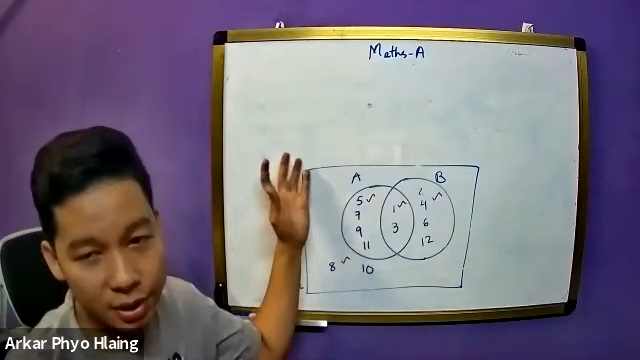 Maths-A
A B
5 ✓ 1 ✓ 2
7 3 4 ✓
9 6
11 12
8 ✓ 10
Arkar Phyo Hlaing